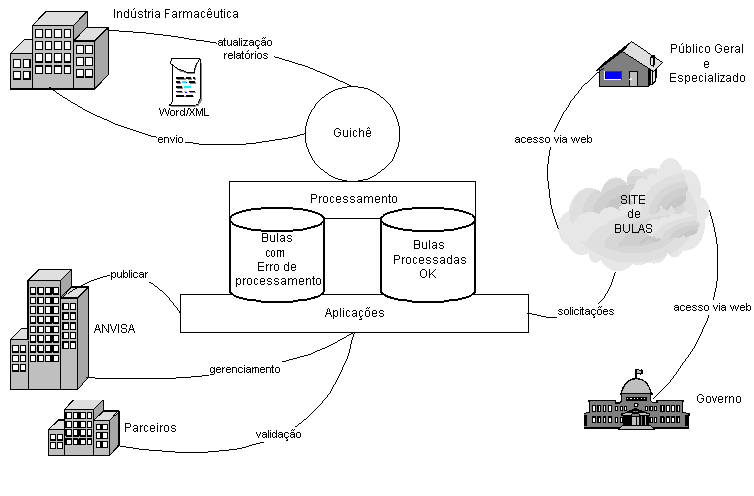 Indústria Farmacêutica
atualização
relatórios
Word/XML
envio
Guichê
Público Geral
e
Especializado
acesso via web
Processamento
SITE
de
BULAS
Bulas
com
Erro de
processamento
Bulas
Processadas
OK
publicar
Aplicações
solicitações
acesso via web
ANVISA
gerenciamento
Governo
Parceiros
validação